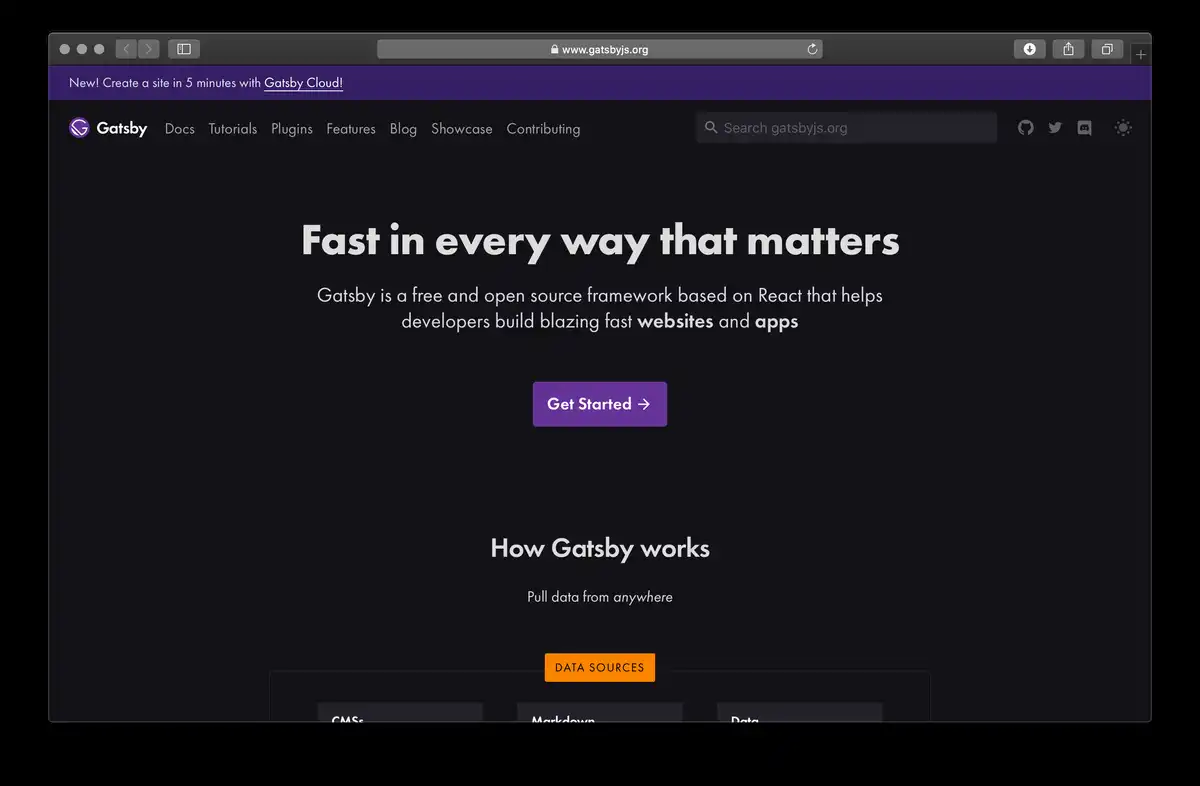 www.gatsbyjs.org
New! Create a site in 5 minutes with Gatsby Cloud!
Gatsby Docs Tutorials Plugins Features Blog Showcase Contributing Search gatsbyjs.org
Fast in every way that matters
Gatsby is a free and open source framework based on React that helps
developers build blazing fast websites and apps
Get Started →
How Gatsby works
Pull data from anywhere
DATA SOURCES
CMSs Markdown Data